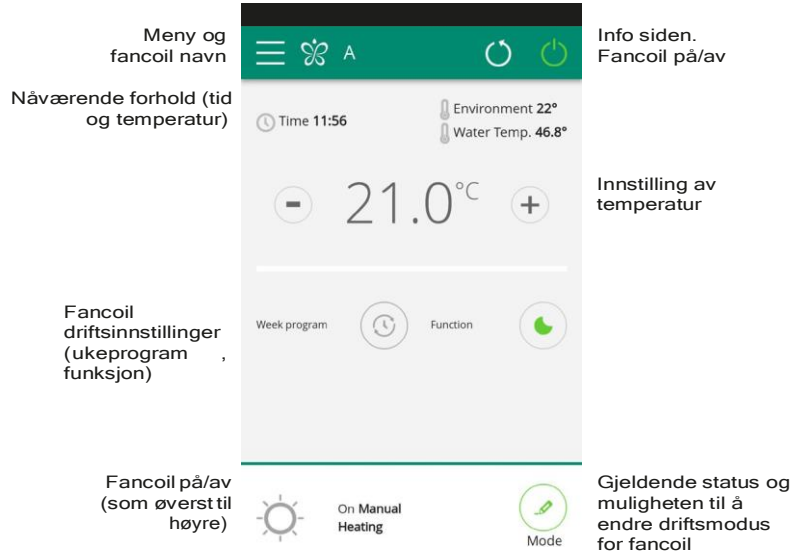 Meny og
fancoil navn
A
Info siden.
Fancoil på/av
Nåværende forhold (tid
og temperatur)
Time 11:56
Environment 22°
Water Temp. 46.8°
- 21.0°C +
Innstilling av
temperatur
Fancoil
driftsinnstillinger
(ukeprogram ,
funksjon)
Week program
Function
Fancoil på/av
(som øverst til
høyre)
On Manual
Heating
Mode
Gjeldende status og
muligheten til å
endre driftsmodus
for fancoil